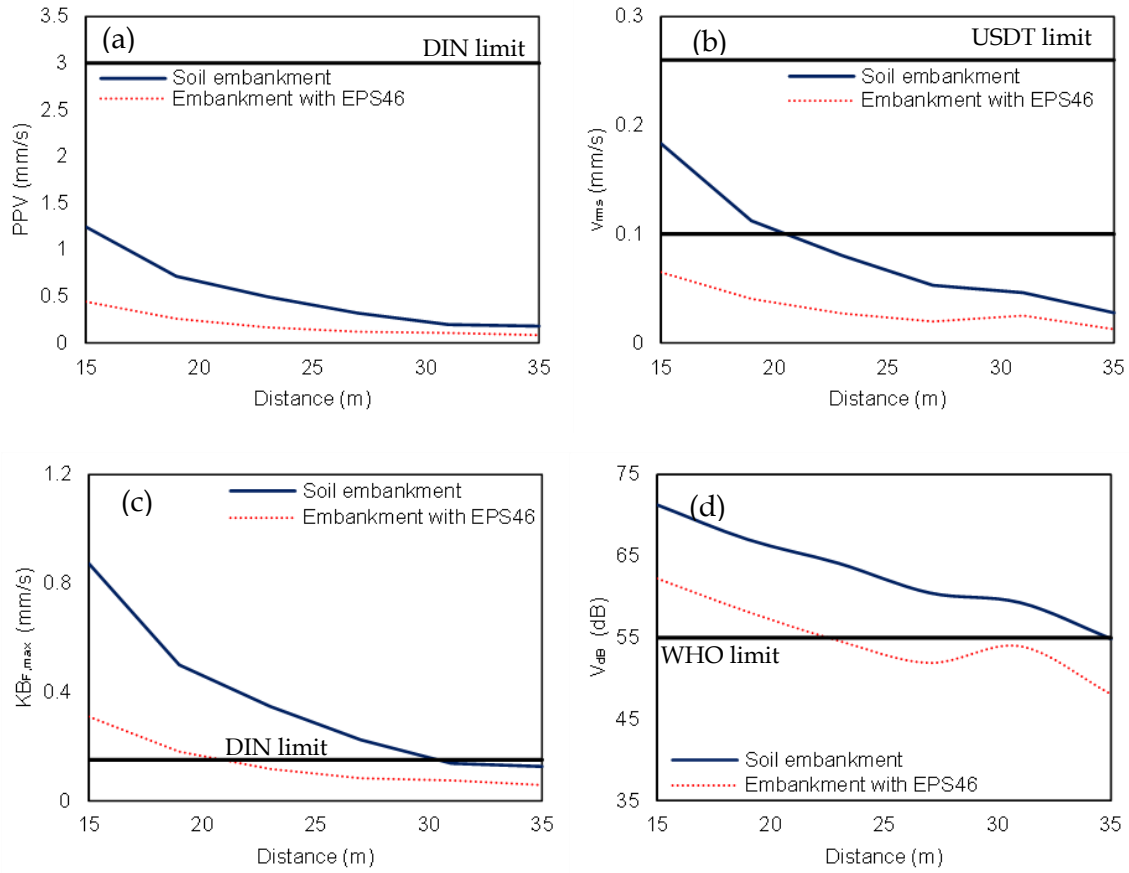 3.5
3
2.5
2
1.5
1
0.5
0
PPV (mm/s)
(a)
DIN limit
Soil embankment
Embankment with EPS46
15 20 25 30 35
Distance (m)
0.3
0.2
0.1
0
Vrms (mm/s)
(b)
USDT limit
Soil embankment
Embankment with EPS46
15 20 25 30 35
Distance (m)
1.2
0.8
0.4
0
KBF,max (mm/s)
(c)
Soil embankment
Embankment with EPS46
DIN limit
15 20 25 30 35
Distance (m)
75
65
55
45
35
VdB (dB)
(d)
WHO limit
Soil embankment
Embankment with EPS46
15 20 25 30 35
Distance (m)